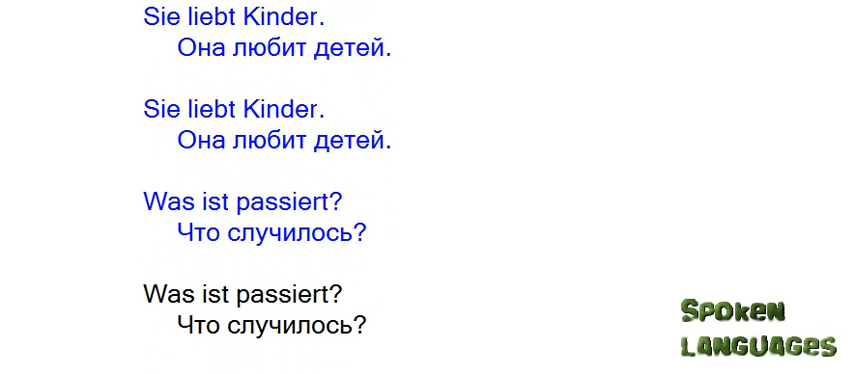 Sie liebt Kinder.
Она любит детей.
Sie liebt Kinder.
Она любит детей.
Was ist passiert?
Что случилось?
Was ist passiert?
Что случилось?
Spoken
Languages